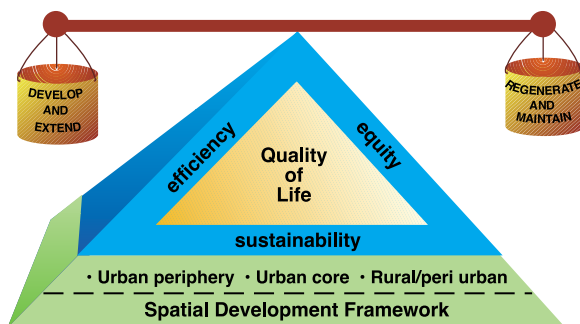 DEVELOP
AND
EXTEND
REGENERATE
AND
MAINTAIN
efficiency
equity
Quality
of
Life
sustainability
· Urban periphery · Urban core · Rural/peri urban
Spatial Development Framework